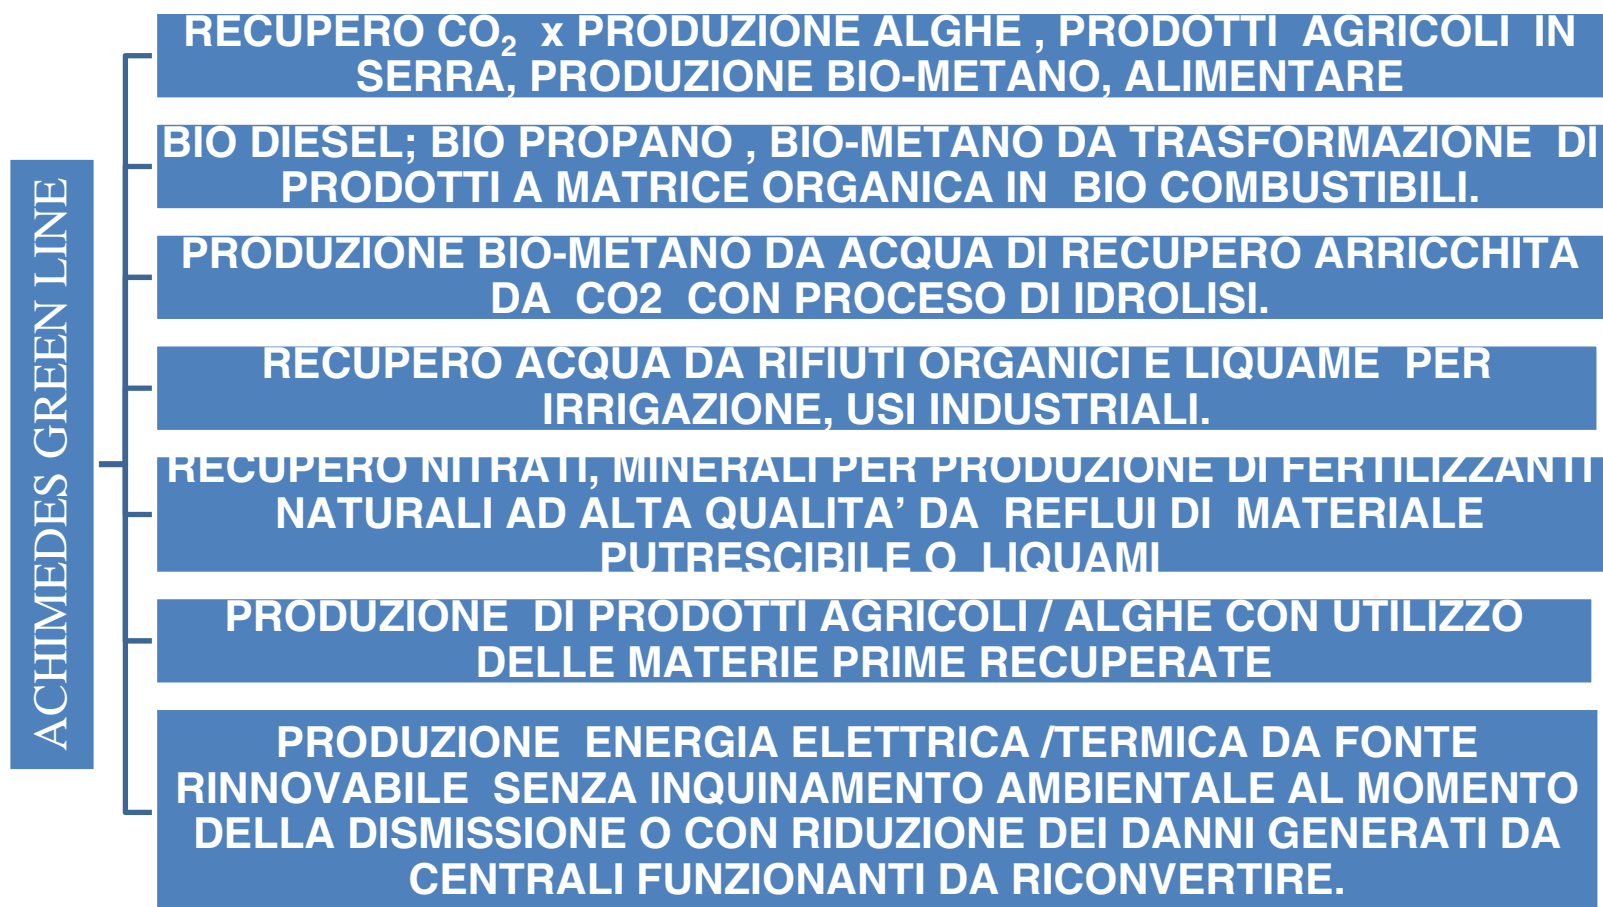 ACHIMEDES GREEN LINE
RECUPERO CO₂ x PRODUZIONE ALGHE , PRODOTTI AGRICOLI IN
SERRA, PRODUZIONE BIO-METANO, ALIMENTARE
BIO DIESEL; BIO PROPANO , BIO-METANO DA TRASFORMAZIONE DI
PRODOTTI A MATRICE ORGANICA IN BIO COMBUSTIBILI.
PRODUZIONE BIO-METANO DA ACQUA DI RECUPERO ARRICCHITA
DA CO2 CON PROCESO DI IDROLISI.
RECUPERO ACQUA DA RIFIUTI ORGANICI E LIQUAME PER
IRRIGAZIONE, USI INDUSTRIALI.
RECUPERO NITRATI, MINERALI PER PRODUZIONE DI FERTILIZZANTI
NATURALI AD ALTA QUALITA’ DA REFLUI DI MATERIALE
PUTRESCIBILE O LIQUAMI
PRODUZIONE DI PRODOTTI AGRICOLI / ALGHE CON UTILIZZO
DELLE MATERIE PRIME RECUPERATE
PRODUZIONE ENERGIA ELETTRICA /TERMICA DA FONTE
RINNOVABILE SENZA INQUINAMENTO AMBIENTALE AL MOMENTO
DELLA DISMISSIONE O CON RIDUZIONE DEI DANNI GENERATI DA
CENTRALI FUNZIONANTI DA RICONVERTIRE.